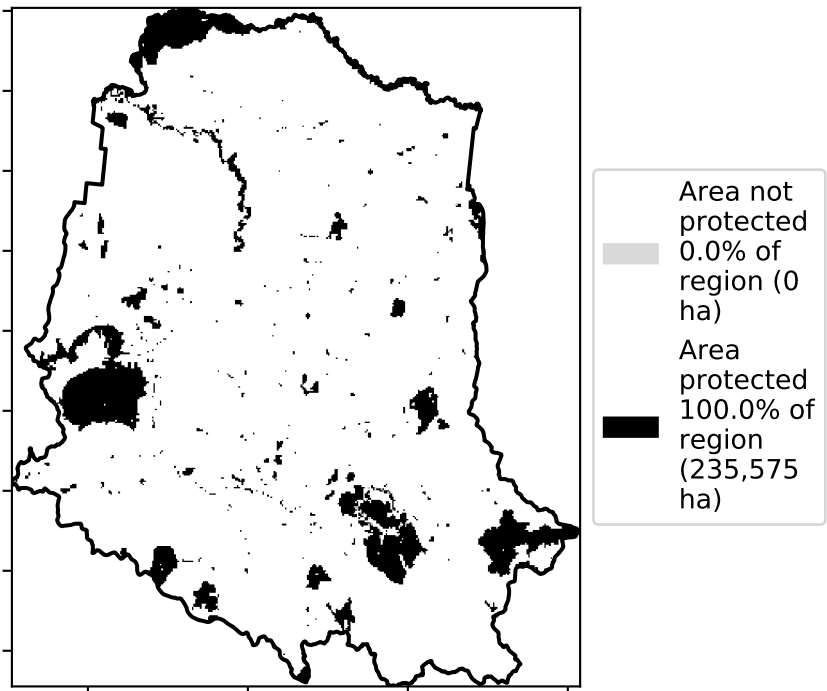 Area not
protected
0.0% of
region (0
ha)
Area
protected
100.0% of
region
(235,575
ha)